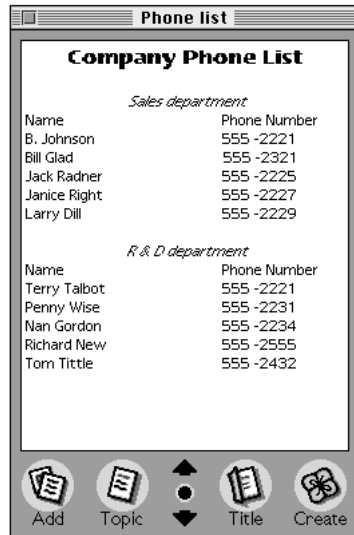 Phone list
Company Phone List
Sales department
Name Phone Number
B. Johnson 555 -2221
Bill Glad 555 -2321
Jack Radner 555 -2225
Janice Right 555 -2227
Larry Dill 555 -2229
R & D department
Name Phone Number
Terry Talbot 555 -2221
Penny Wise 555 -2231
Nan Gordon 555 -2234
Richard New 555 -2555
Tom Tittle 555 -2432
Add Topic Title Create